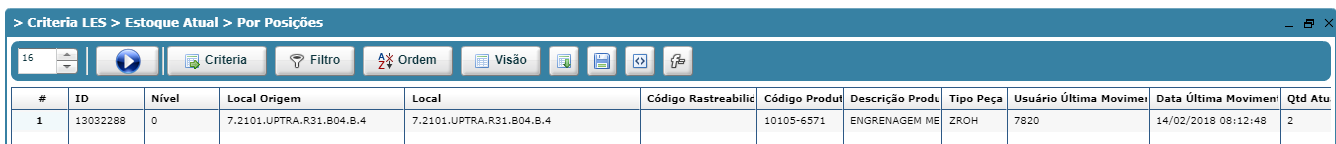 > Criteria LES > Estoque Atual > Por Posições
16 Criteria Filtro Ordem Visão
# ID Nível Local Origem Local Código Rastreabilid Código Produt Descrição Produ Tipo Peça Usuário Última Movimen Data Última Moviment Qtd Atua
1 13032288 0 7.2101.UPTRA.R31.B04.B.4 7.2101.UPTRA.R31.B04.B.4 10105-6571 ENGRENAGEM ME ZROH 7820 14/02/2018 08:12:48 2